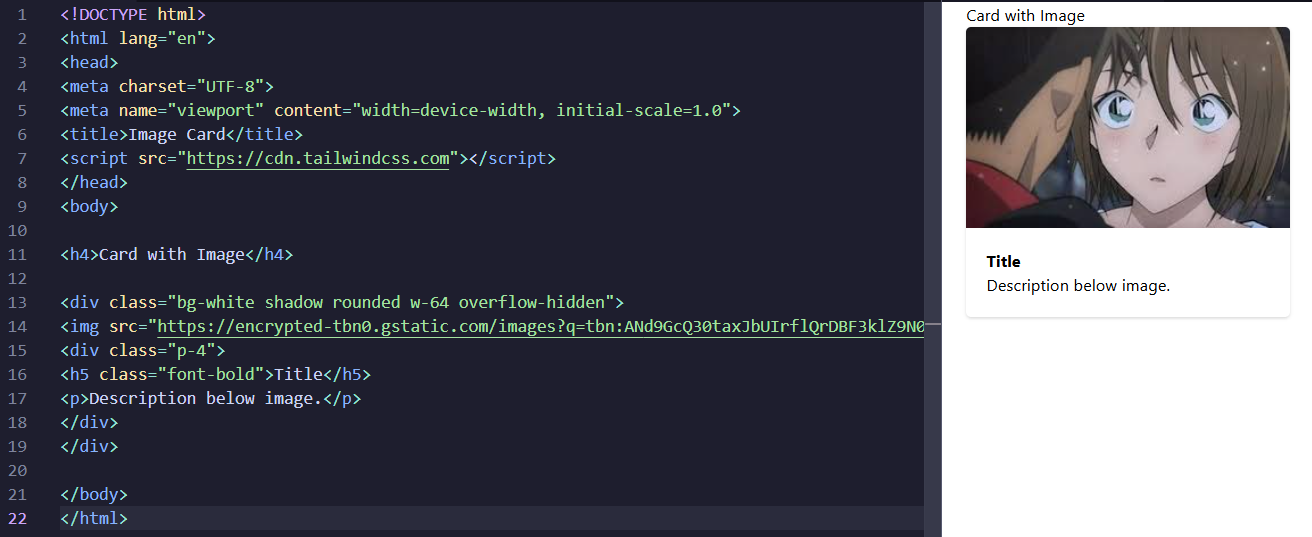 1 <!DOCTYPE html>
2 <html lang="en">
3 <head>
4 <meta charset="UTF-8">
5 <meta name="viewport" content="width=device-width, initial-scale=1.0">
6 <title>Image Card</title>
7 <script src="https://cdn.tailwindcss.com"></script>
8 </head>
9 <body>
10
11 <h4>Card with Image</h4>
12
13 <div class="bg-white shadow rounded w-64 overflow-hidden">
14 <img src="https://encrypted-tbn0.gstatic.com/images?q=tbn:ANd9GcQ30taxJbUIrflQrDBF3klZ9N0
15 <div class="p-4">
16 <h5 class="font-bold">Title</h5>
17 <p>Description below image.</p>
18 </div>
19 </div>
20
21 </body>
22 </html>
Card with Image
Title
Description below image.